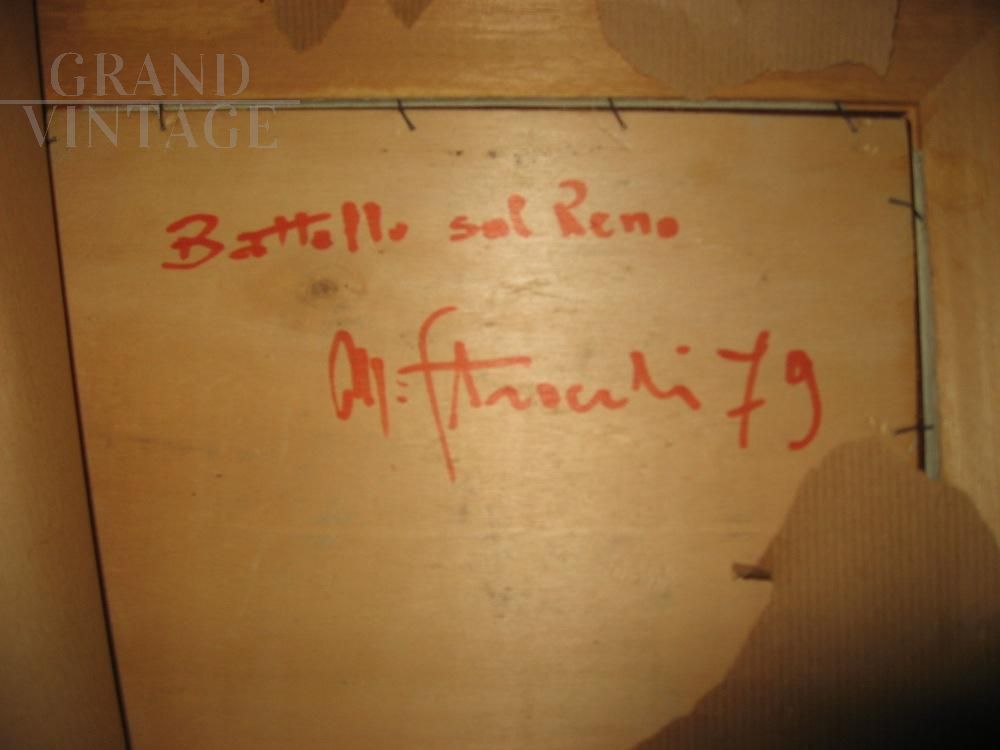 GRAND
VINTAGE
Battello sul Reno
79